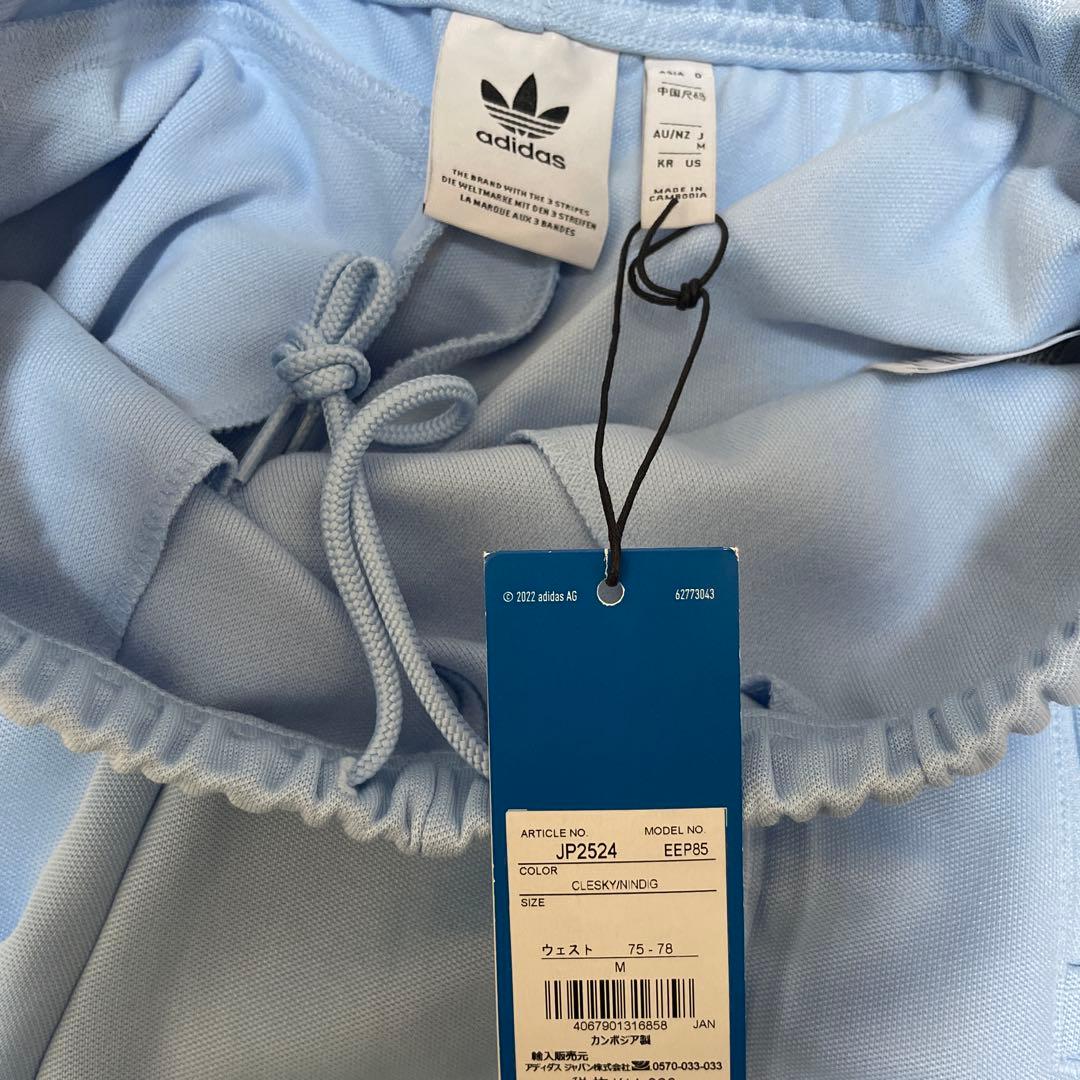 adidas
THE BRAND WITH THE 3 STRIPES
DIE WELTMARKE MIT DEN 3 STREIFEN
LA MARQUE AUX 3 BANDES
ASIA O
中国尺码
AU/NZ J
M
KR US
MADE IN
CAMBODIA
© 2022 adidas AG 62773043
ARTICLE NO. MODEL NO.
JP2524 EEP85
COLOR
CLESKY/NINDIG
SIZE
ウェスト 75 - 78
M
4067901316858 JAN
カンボジア製
輸入販売元
アディダス ジャパン株式会社 0570-033-033